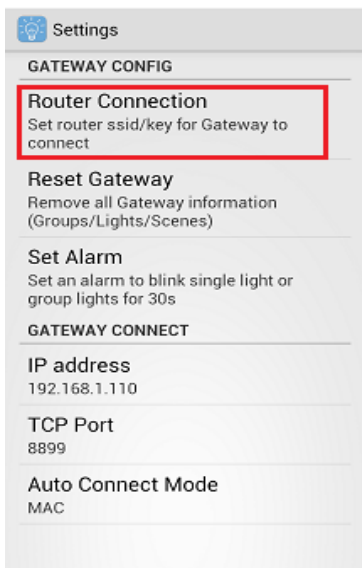 Settings
GATEWAY CONFIG
Router Connection
Set router ssid/key for Gateway to
connect
Reset Gateway
Remove all Gateway information
(Groups/Lights/Scenes)
Set Alarm
Set an alarm to blink single light or
group lights for 30s
GATEWAY CONNECT
IP address
192.168.1.110
TCP Port
8899
Auto Connect Mode
MAC